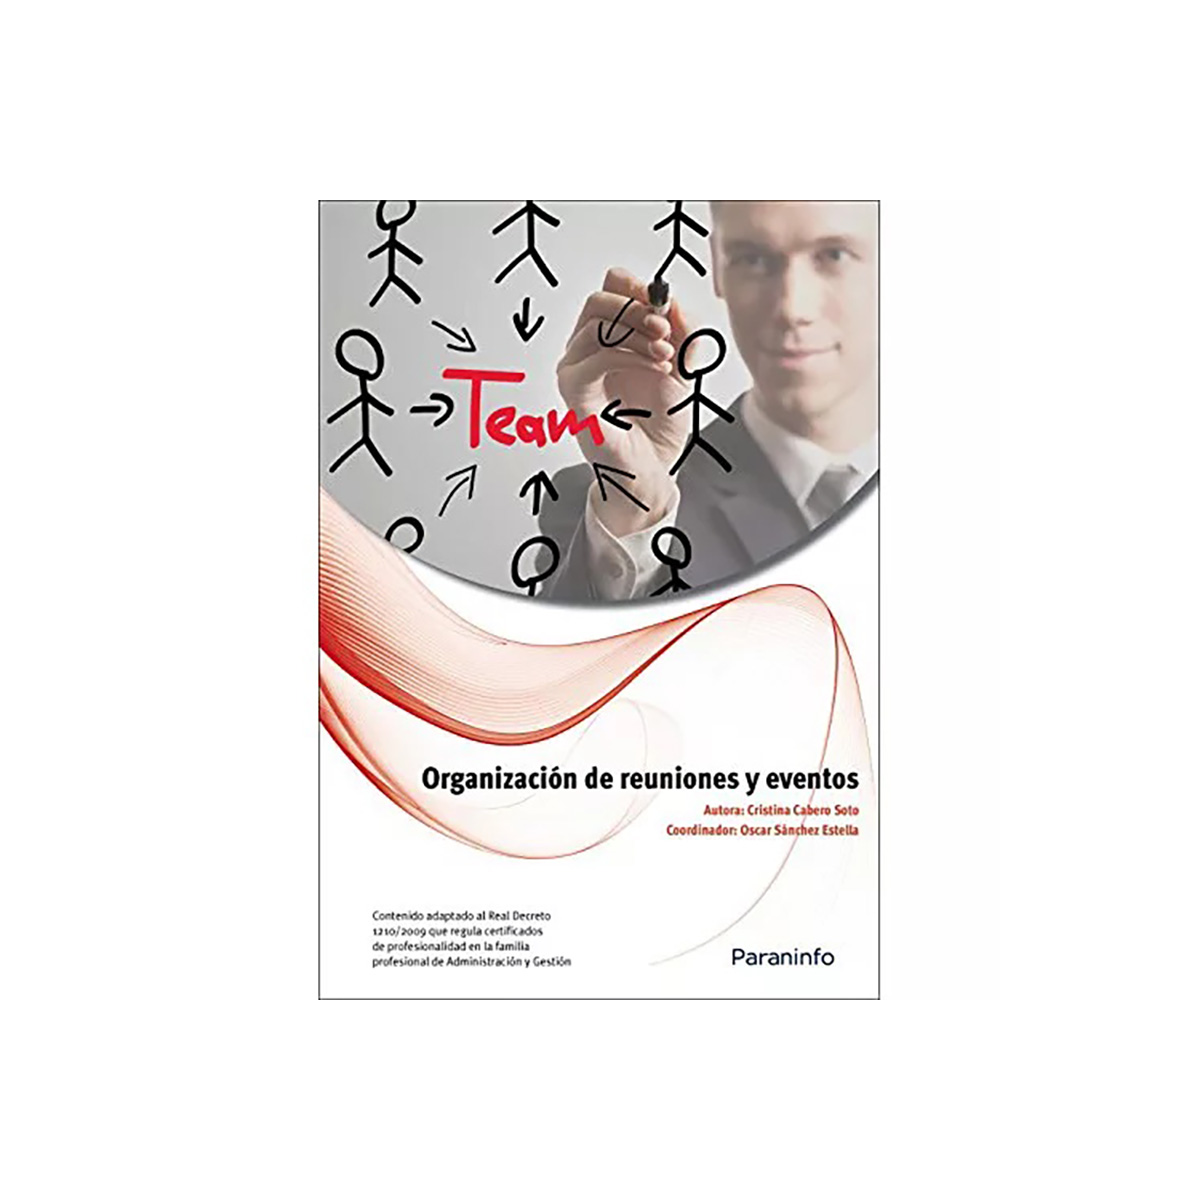 Team
Organización de reuniones y eventos
Autora: Cristina Cabero Soto
Coordinador: Oscar Sánchez Estella
Contenido adaptado al Real Decreto
1210/2009 que regula certificados
de profesionalidad en la familia
profesional de Administración y Gestión
Paraninfo